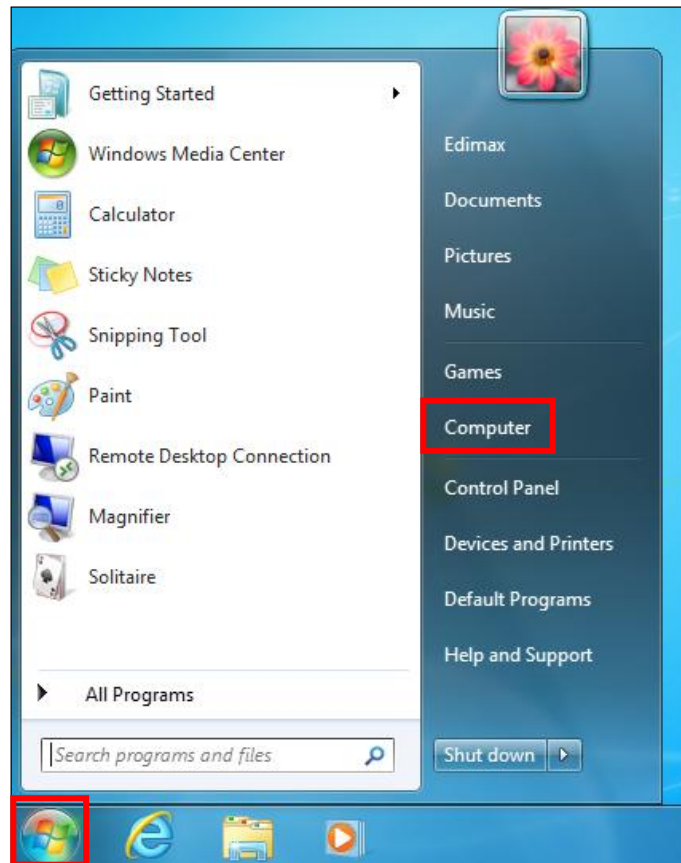 Getting Started
Windows Media Center
Calculator
Sticky Notes
Snipping Tool
Paint
Remote Desktop Connection
Magnifier
Solitaire
All Programs
Search programs and files
Edimax
Documents
Pictures
Music
Games
Computer
Control Panel
Devices and Printers
Default Programs
Help and Support
Shut down